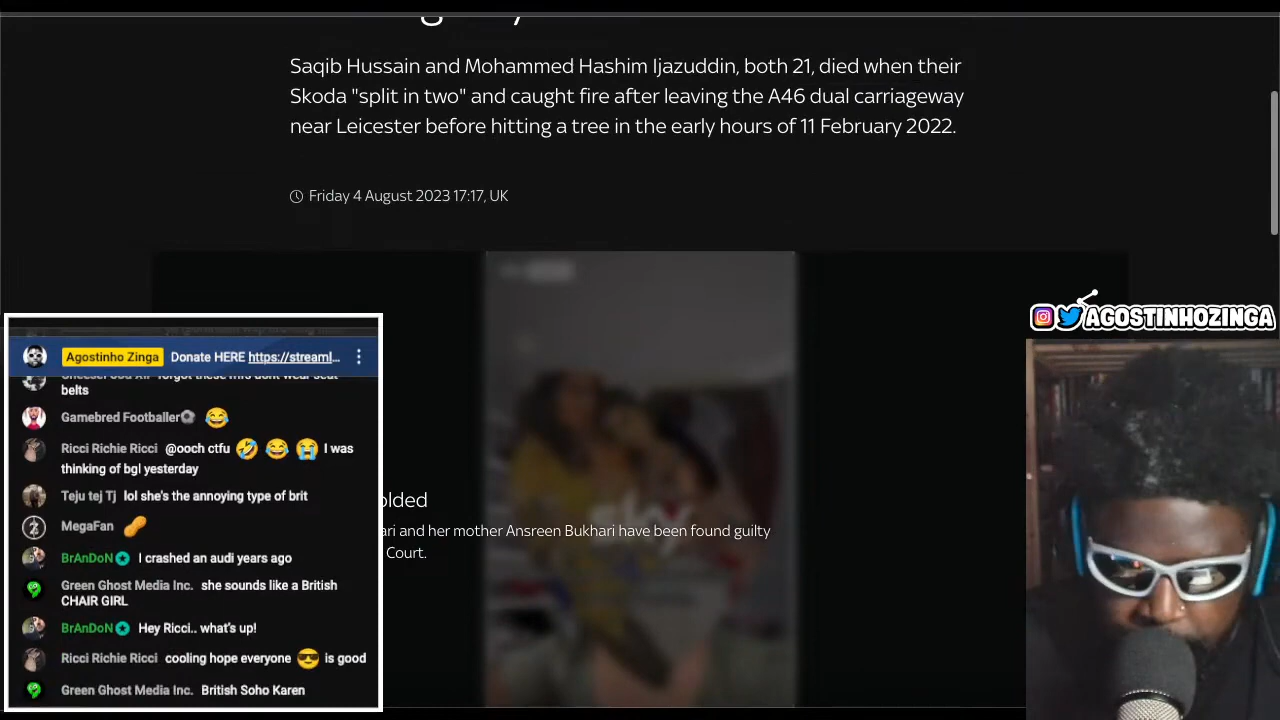 Saqib Hussain and Mohammed Hashim Ijazuddin, both 21, died when their
Skoda "split in two" and caught fire after leaving the A46 dual carriageway
near Leicester before hitting a tree in the early hours of 11 February 2022.
Friday 4 August 2023 17:17, UK
sky
olded
ari and her mother Ansreen Bukhari have been found guilty
Court.
Agostinho Zinga Donate HERE https://streaml...
belts
Gamebred Footballer
Ricci Richie Ricci @ooch ctfu 🤣 😂 😭 I was
thinking of bgl yesterday
Teju tej Tj lol she's the annoying type of brit
MegaFan 🥜
BrAnDoN I crashed an audi years ago
Green Ghost Media Inc. she sounds like a British
CHAIR GIRL
BrAnDoN Hey Ricci.. what's up!
Ricci Richie Ricci cooling hope everyone 😎 is good
Green Ghost Media Inc. British Soho Karen
AGOSTINHOZINGA